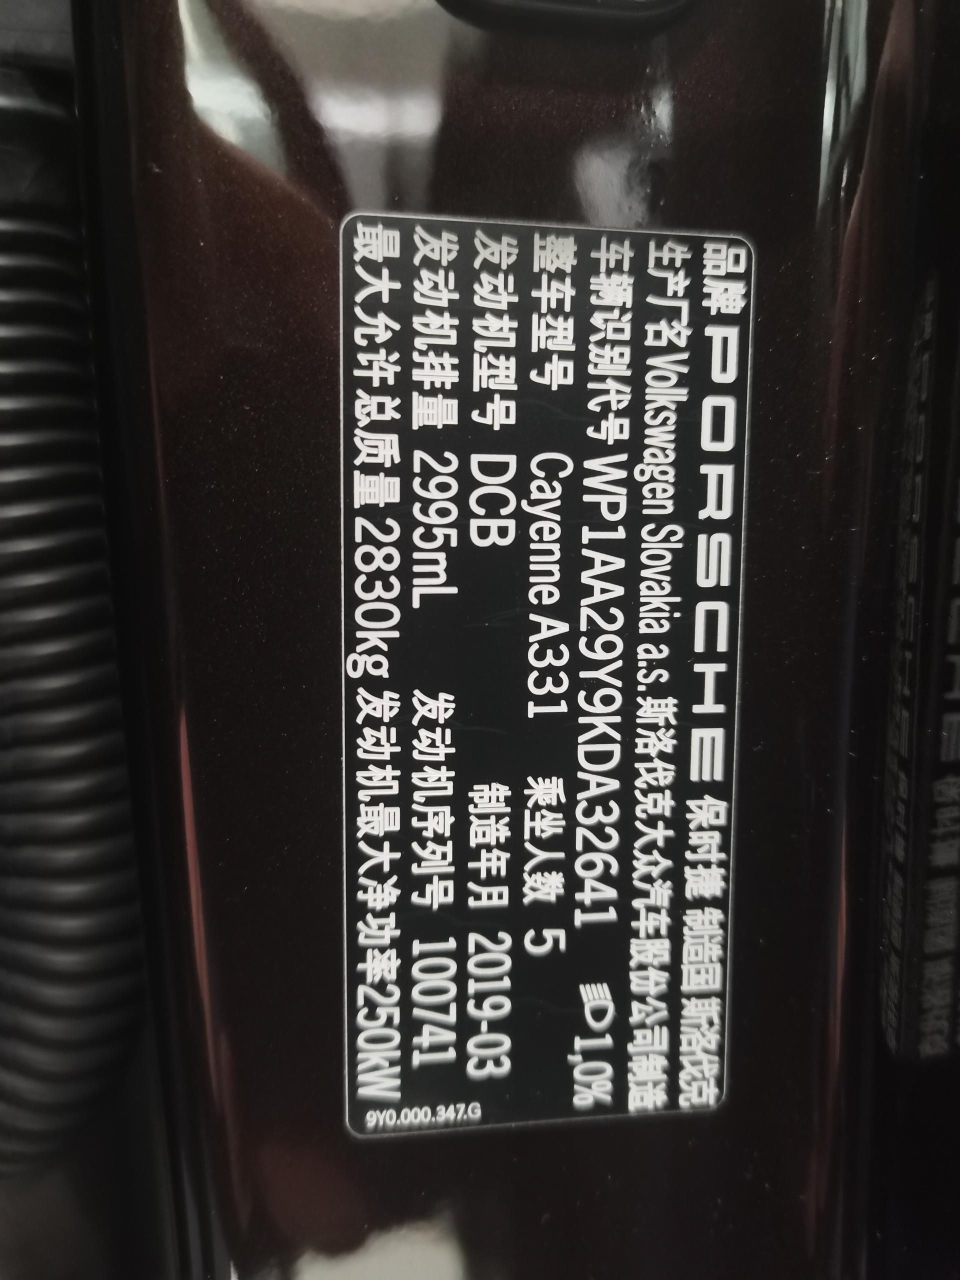 品牌 PORSCHE 保时捷 制造国 斯洛伐克
生产厂名 Volkswagen Slovakia a.s. 斯洛伐克大众汽车股份公司制造
车辆识别代号 WP1AA29Y9KDA32641 1,0%
整车型号 Cayenne A331 乘坐人数 5
发动机型号 DCB 制造年月 2019-03
发动机排量 2995mL 发动机序列号 100741
最大允许总质量 2830kg 发动机最大净功率 250kW
9Y0.000.347.G